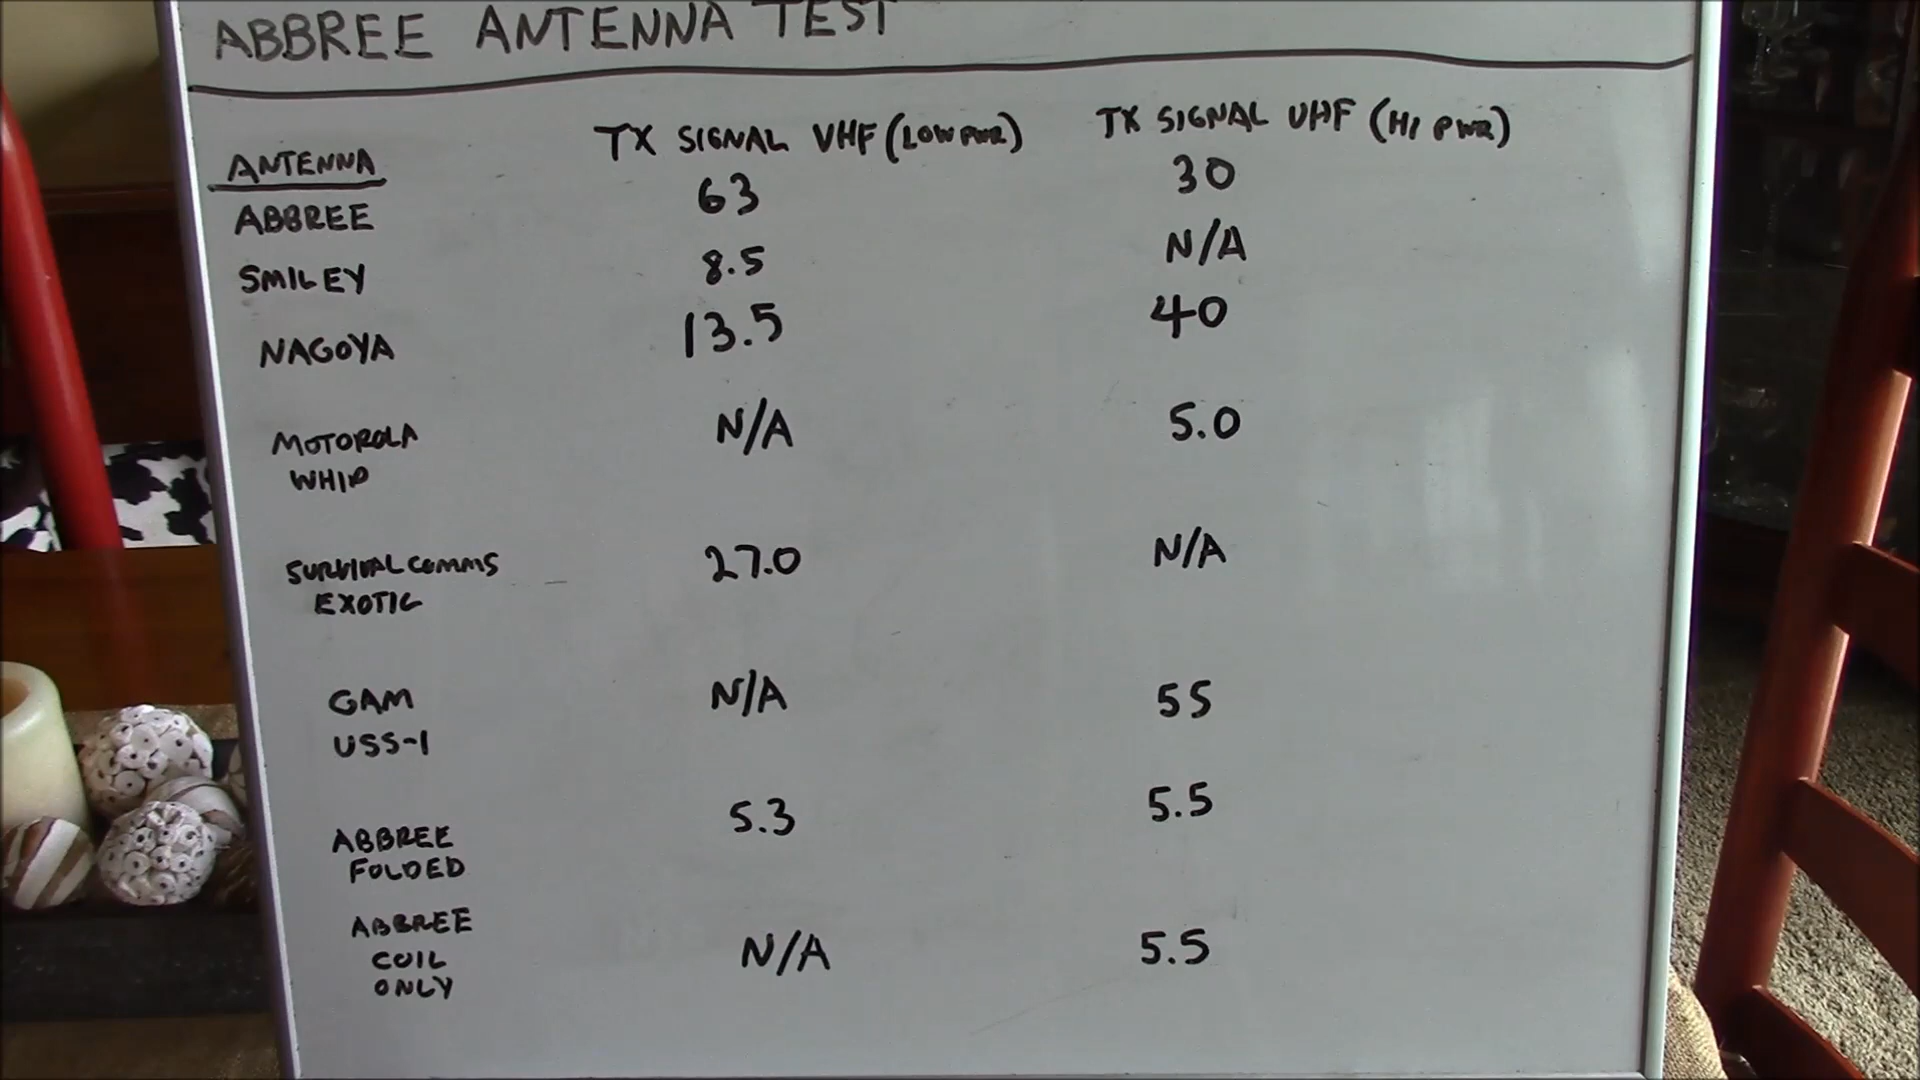 ABBREE ANTENNA TEST
ANTENNA TX SIGNAL VHF (LOW PWR) TX SIGNAL UHF (HI PWR)
ABBREE 63 30
SMILEY 8.5 N/A
NAGOYA 13.5 40
MOTOROLA N/A 5.0
WHIP
SURVIVAL COMMS 27.0 N/A
EXOTIC
GAM N/A 55
USS-1
ABBREE 5.3 5.5
FOLDED
ABBREE
COIL N/A 5.5
ONLY